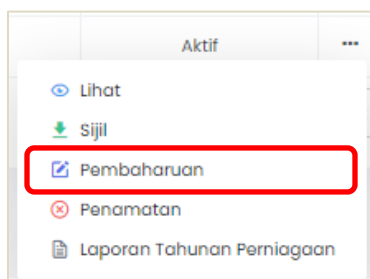 Aktif
Lihat
Sijil
Pembaharuan
Penamatan
Laporan Tahunan Perniagaan